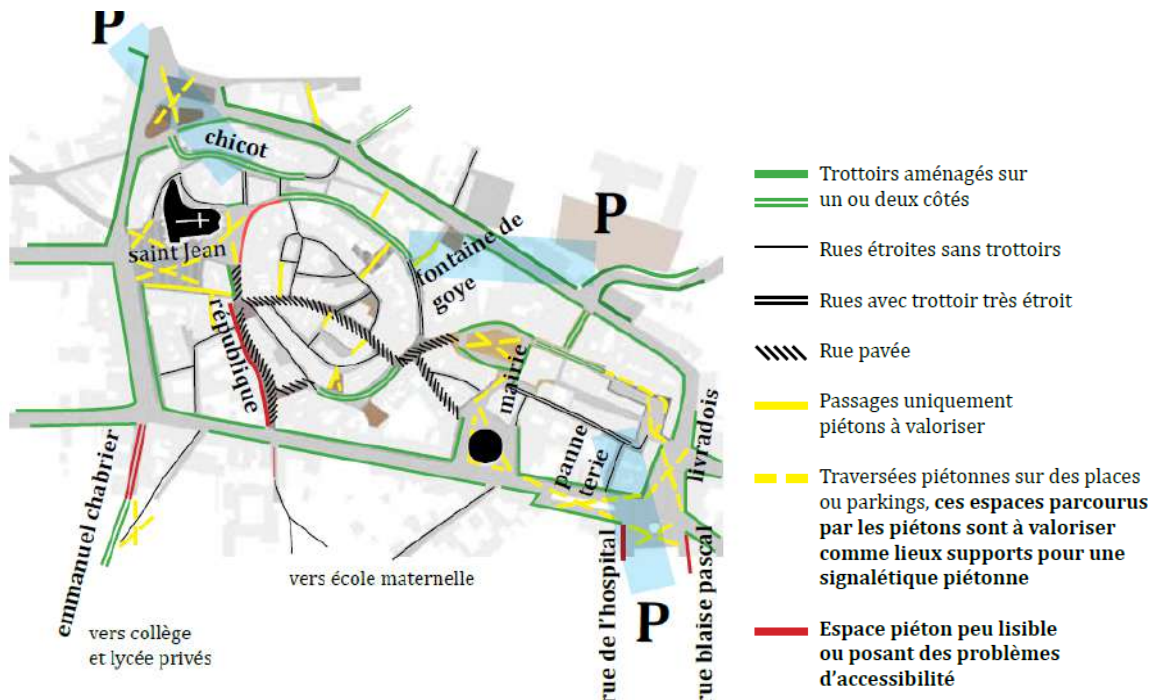 P
chicot
P
saint Jean
fontaine de
goye
république
mairie
panne
terie
livradois
emmanuel chabrier
vers école maternelle
rue de l'hospital
rue blaise pascal
P
vers collège
et lycée privés
Trottoirs aménagés sur
un ou deux côtés
Rues étroites sans trottoirs
Rues avec trottoir très étroit
Rue pavée
Passages uniquement
piétons à valoriser
Traversées piétonnes sur des places
ou parkings, ces espaces parcourus
par les piétons sont à valoriser
comme lieux supports pour une
signalétique piétonne
Espace piéton peu lisible
ou posant des problèmes
d'accessibilité